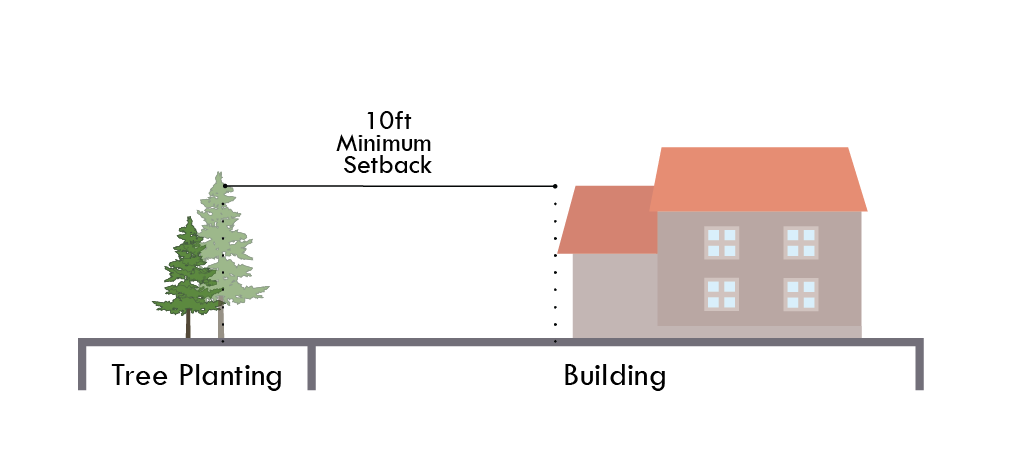 10ft
Minimum
Setback
Tree Planting
Building